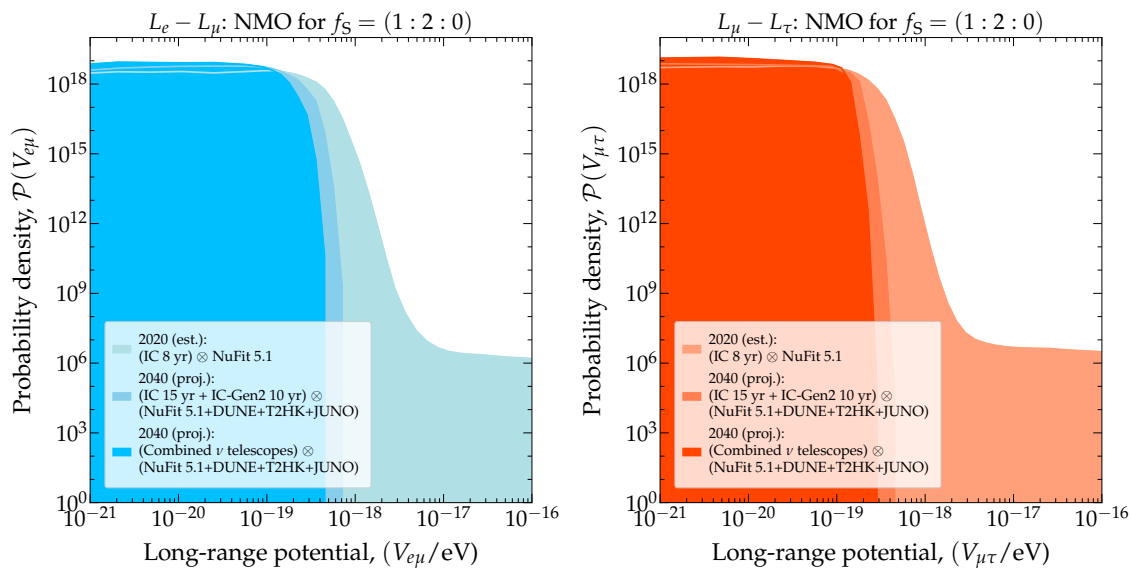 L_e − L_μ: NMO for f_S = (1 : 2 : 0)
Probability density, P(V_eμ)
10^18
10^15
10^12
10^9
10^6
10^3
10^0
2020 (est.):
(IC 8 yr) ⊗ NuFit 5.1
2040 (proj.):
(IC 15 yr + IC-Gen2 10 yr) ⊗
(NuFit 5.1+DUNE+T2HK+JUNO)
2040 (proj.):
(Combined ν telescopes) ⊗
(NuFit 5.1+DUNE+T2HK+JUNO)
10^−21 10^−20 10^−19 10^−18 10^−17 10^−16
Long-range potential, (V_eμ/eV)
L_μ − L_τ: NMO for f_S = (1 : 2 : 0)
Probability density, P(V_μτ)
10^18
10^15
10^12
10^9
10^6
10^3
10^0
2020 (est.):
(IC 8 yr) ⊗ NuFit 5.1
2040 (proj.):
(IC 15 yr + IC-Gen2 10 yr) ⊗
(NuFit 5.1+DUNE+T2HK+JUNO)
2040 (proj.):
(Combined ν telescopes) ⊗
(NuFit 5.1+DUNE+T2HK+JUNO)
10^−21 10^−20 10^−19 10^−18 10^−17 10^−16
Long-range potential, (V_μτ/eV)